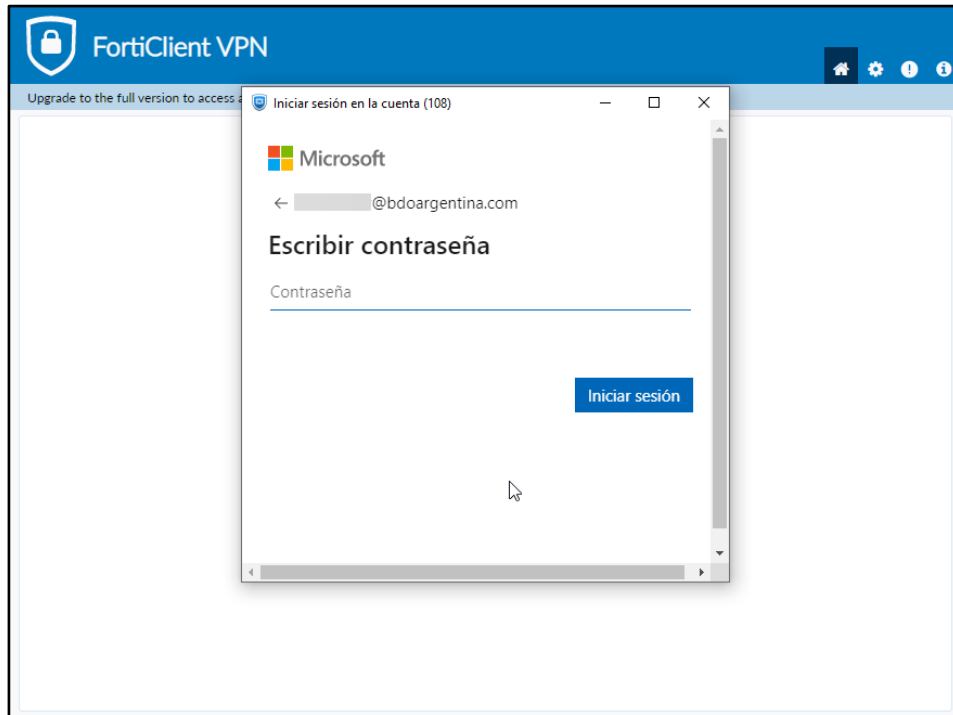 FortiClient VPN
Upgrade to the full version to access
Iniciar sesión en la cuenta (108)
Microsoft
@bdoargentina.com
Escribir contraseña
Contraseña
Iniciar sesión